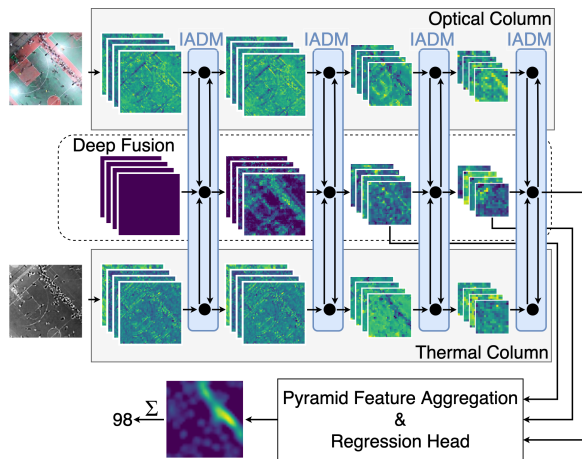 Optical Column
IADM IADM IADM IADM
Deep Fusion
Thermal Column
Pyramid Feature Aggregation
&
Regression Head
98 Σ